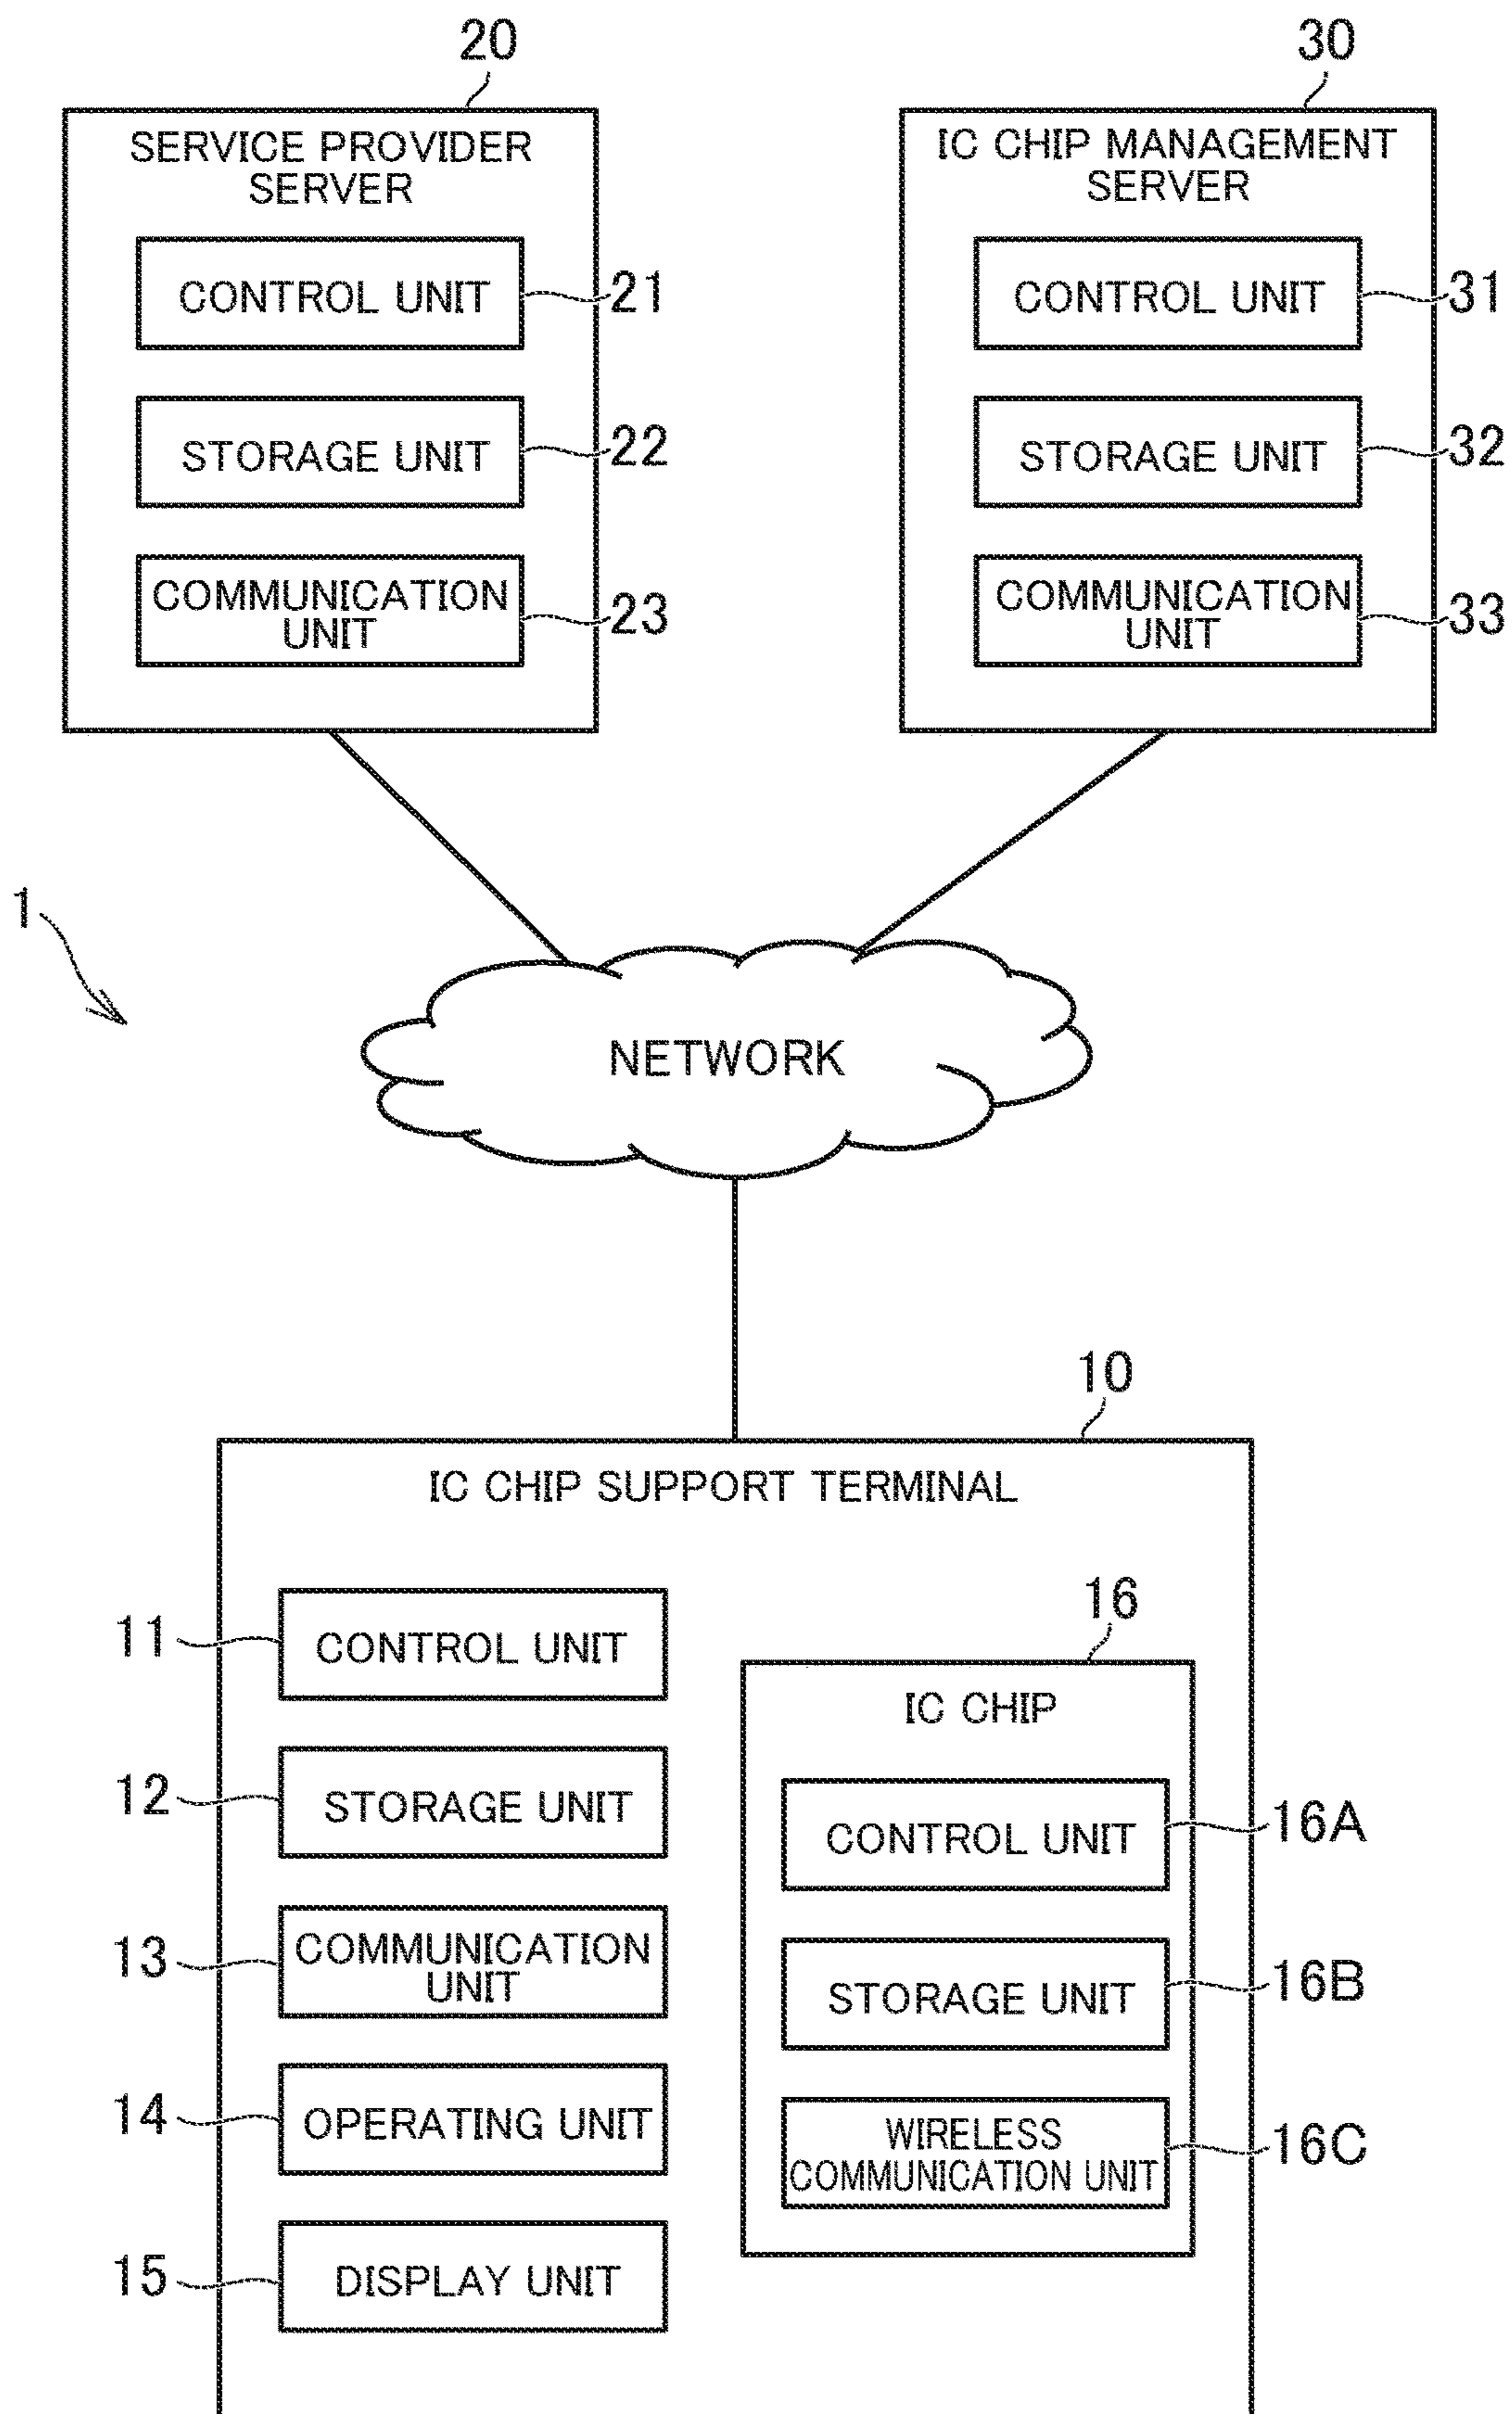 20
SERVICE PROVIDER
SERVER
CONTROL UNIT
21
STORAGE UNIT
22
COMMUNICATION
UNIT
23
30
IC CHIP MANAGEMENT
SERVER
CONTROL UNIT
31
STORAGE UNIT
32
COMMUNICATION
UNIT
33
1
NETWORK
10
IC CHIP SUPPORT TERMINAL
11
CONTROL UNIT
12
STORAGE UNIT
13
COMMUNICATION
UNIT
14
OPERATING UNIT
15
DISPLAY UNIT
16
IC CHIP
CONTROL UNIT
16A
STORAGE UNIT
16B
WIRELESS
COMMUNICATION UNIT
16C